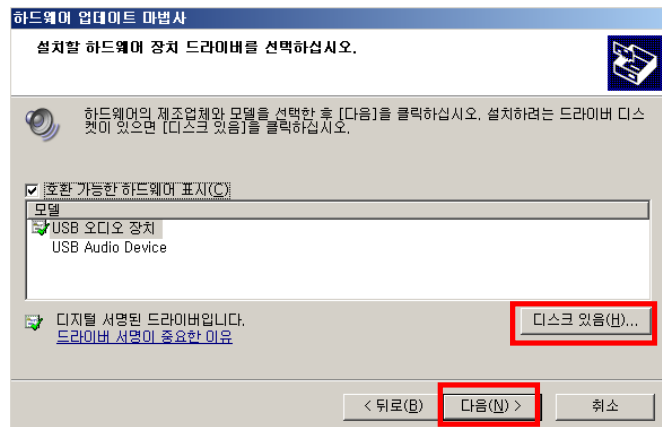 하드웨어 업데이트 마법사
설치할 하드웨어 장치 드라이버를 선택하십시오.
하드웨어의 제조업체와 모델을 선택한 후 [다음]을 클릭하십시오. 설치하려는 드라이버 디스
켓이 있으면 [디스크 있음]을 클릭하십시오.
호환 가능한 하드웨어 표시(C)
모델
USB 오디오 장치
USB Audio Device
디지털 서명된 드라이버입니다.
드라이버 서명이 중요한 이유
디스크 있음(H)...
< 뒤로(B)
다음(N) >
취소